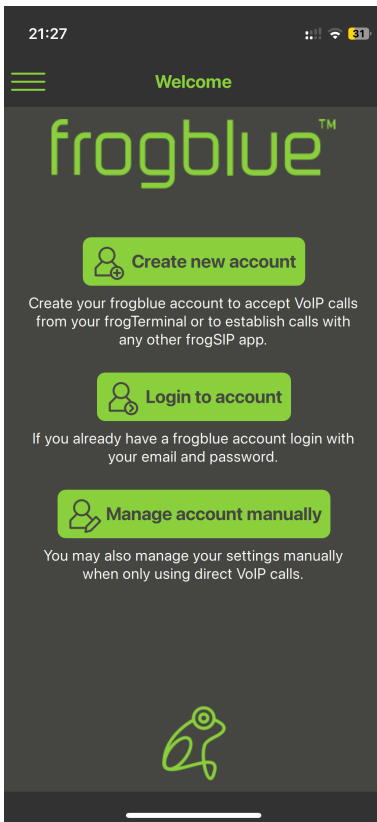 21:27
31
Welcome
frogblue™
Create new account
Create your frogblue account to accept VoIP calls
from your frogTerminal or to establish calls with
any other frogSIP app.
Login to account
If you already have a frogblue account login with
your email and password.
Manage account manually
You may also manage your settings manually
when only using direct VoIP calls.